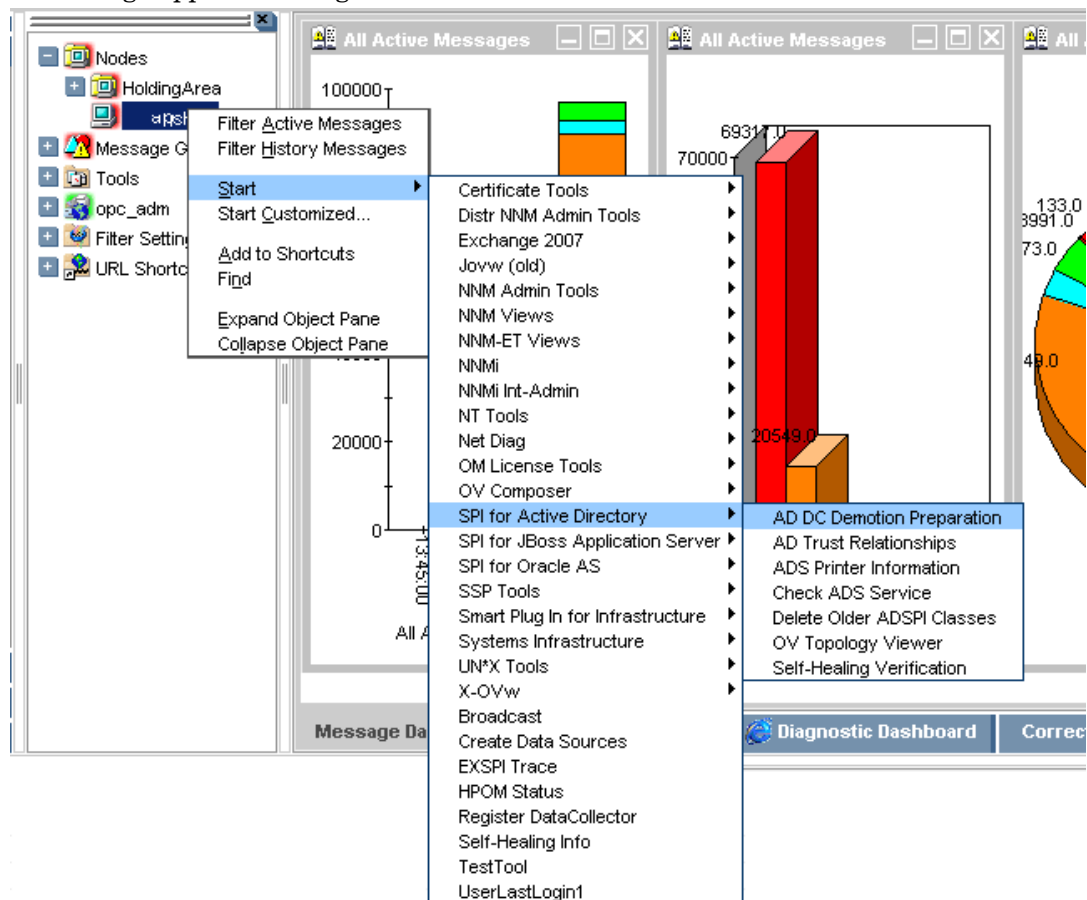 All Active Messages
All Active Messages
All
Nodes
HoldingArea
Message G
Tools
opc_adm
Filter Setting
URL Shortc
Filter Active Messages
Filter History Messages
Start
Start Customized...
Add to Shortcuts
Find
Expand Object Pane
Collapse Object Pane
100000
20000
0
13:45:00
All A
69317.0
70000
20549.0
133.0
3991.0
73.0
49.0
Certificate Tools
Distr NNM Admin Tools
Exchange 2007
Jovw (old)
NNM Admin Tools
NNM Views
NNM-ET Views
NNMi
NNMi Int-Admin
NT Tools
Net Diag
OM License Tools
OV Composer
SPI for Active Directory
SPI for JBoss Application Server
SPI for Oracle AS
SSP Tools
Smart Plug In for Infrastructure
Systems Infrastructure
UN*X Tools
X-OVw
Broadcast
Create Data Sources
EXSPI Trace
HPOM Status
Register DataCollector
Self-Healing Info
TestTool
UserLastLogin1
AD DC Demotion Preparation
AD Trust Relationships
ADS Printer Information
Check ADS Service
Delete Older ADSPI Classes
OV Topology Viewer
Self-Healing Verification
Message Da
Diagnostic Dashboard
Correct